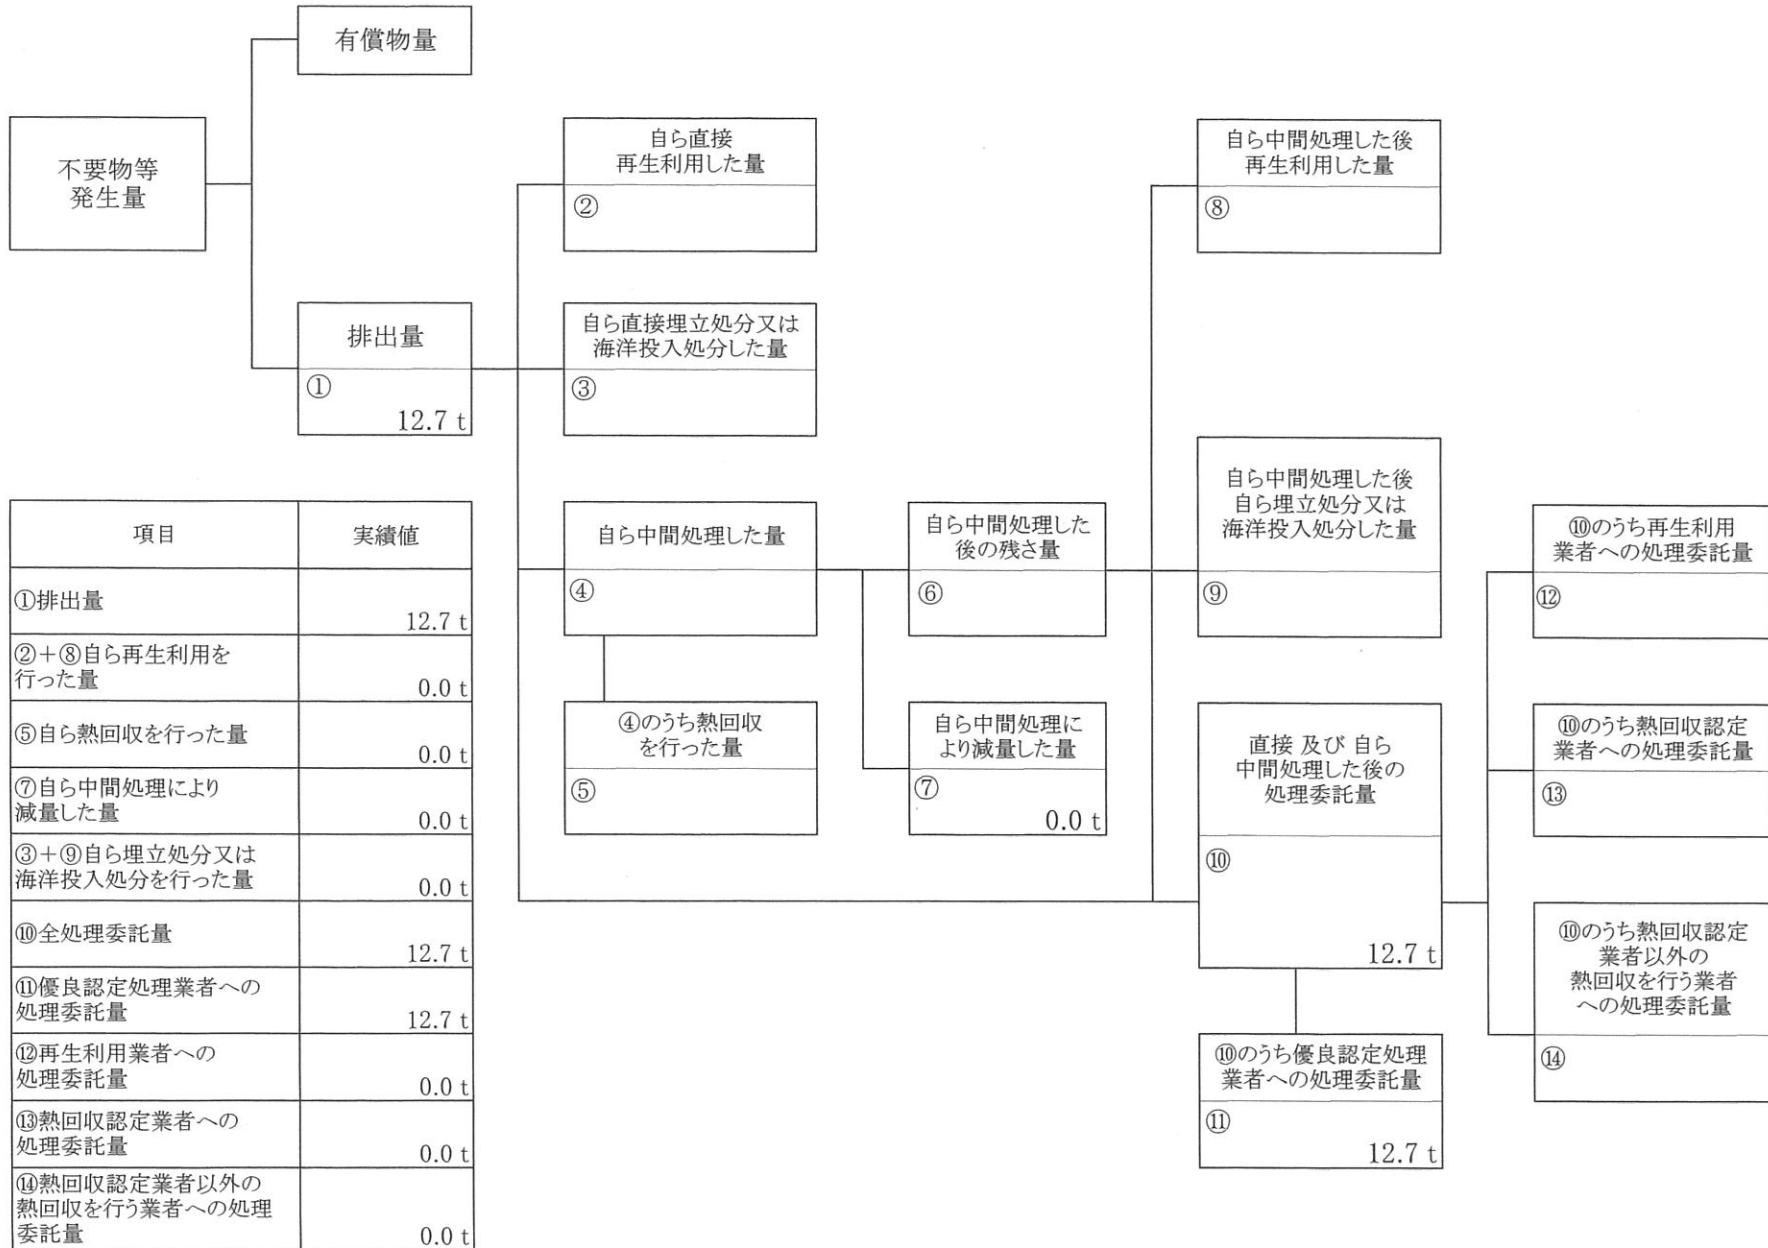 有償物量
不要物等
発生量
排出量
①
12.7 t
自ら直接
再生利用した量
②
自ら直接埋立処分又は
海洋投入処分した量
③
自ら中間処理した量
④
④のうち熱回収
を行った量
⑤
自ら中間処理した
後の残さ量
⑥
自ら中間処理に
より減量した量
⑦
0.0 t
自ら中間処理した後
再生利用した量
⑧
自ら中間処理した後
自ら埋立処分又は
海洋投入処分した量
⑨
直接 及び 自ら
中間処理した後の
処理委託量
⑩
12.7 t
⑩のうち優良認定処理
業者への処理委託量
⑪
12.7 t
⑩のうち再生利用
業者への処理委託量
⑫
⑩のうち熱回収認定
業者への処理委託量
⑬
⑩のうち熱回収認定
業者以外の
熱回収を行う業者
への処理委託量
⑭
項目 実績値
①排出量
12.7 t
②＋⑧自ら再生利用を
行った量
0.0 t
⑤自ら熱回収を行った量
0.0 t
⑦自ら中間処理により
減量した量
0.0 t
③＋⑨自ら埋立処分又は
海洋投入処分を行った量
0.0 t
⑩全処理委託量
12.7 t
⑪優良認定処理業者への
処理委託量
12.7 t
⑫再生利用業者への
処理委託量
0.0 t
⑬熱回収認定業者への
処理委託量
0.0 t
⑭熱回収認定業者以外の
熱回収を行う業者への処理
委託量
0.0 t